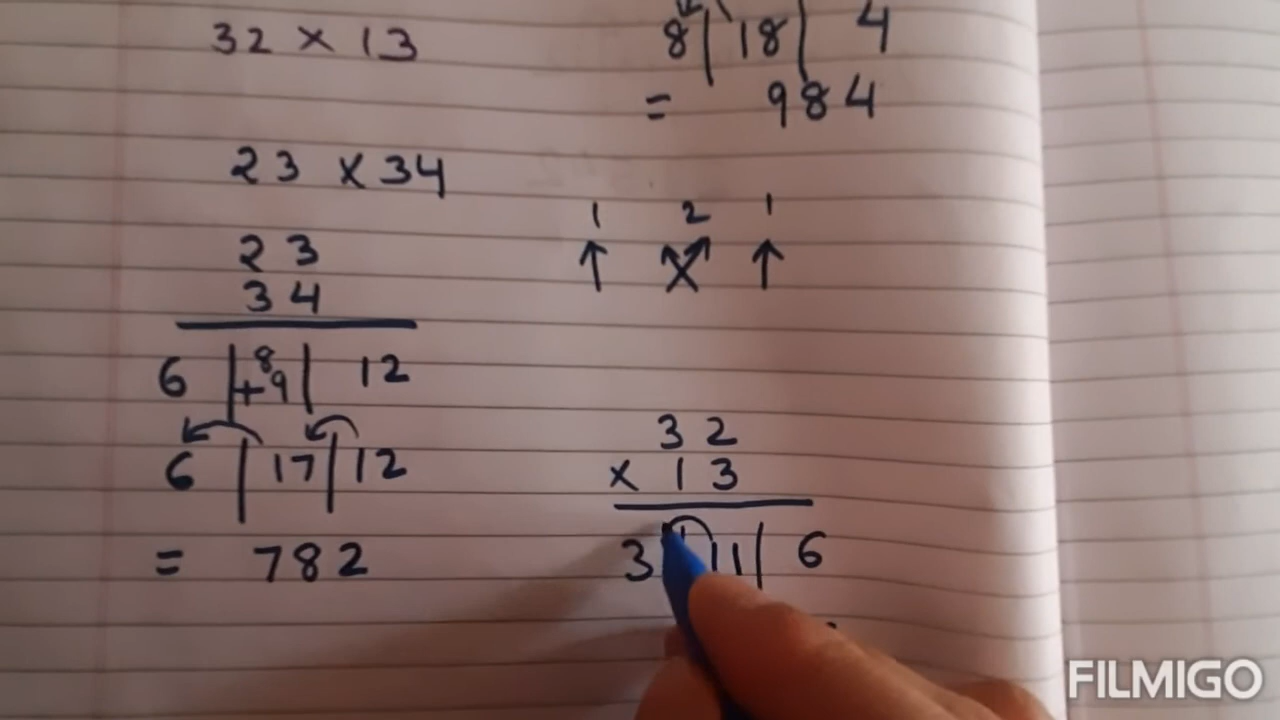 32 × 13
23 × 34
23
34
6 | 8 + 9 | 12
6 | 17 | 12
= 782
8 | 18 | 4
= 984
1 2 1
32
× 13
3 | 11 | 6
FILMIGO